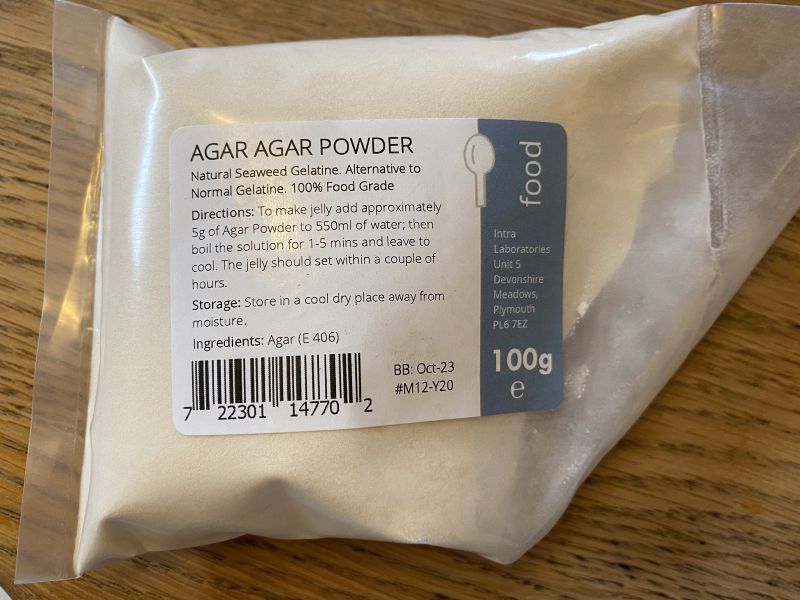 AGAR AGAR POWDER
Natural Seaweed Gelatine. Alternative to
Normal Gelatine. 100% Food Grade
Directions: To make jelly add approximately
5g of Agar Powder to 550ml of water; then
boil the solution for 1-5 mins and leave to
cool. The jelly should set within a couple of
hours.
Storage: Store in a cool dry place away from
moisture.
Ingredients: Agar (E 406)
7 22301 14770 2
BB: Oct-23
#M12-Y20
food
Intra
Laboratories
Unit 5
Devonshire
Meadows,
Plymouth
PL6 7EZ
100g
e